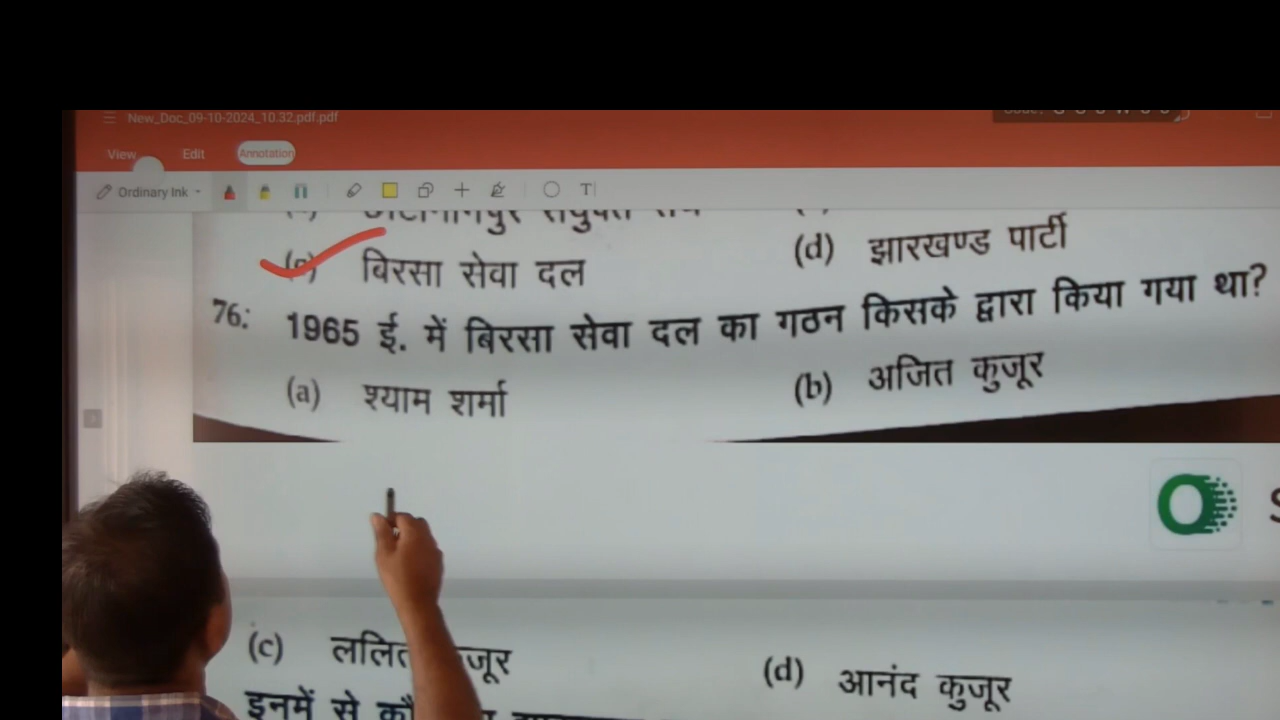 New_Doc_09-10-2024_10.32.pdf.pdf
View Edit Annotation
Ordinary Ink T
(c) बिरसा सेवा दल (d) झारखण्ड पार्टी
76: 1965 ई. में बिरसा सेवा दल का गठन किसके द्वारा किया गया था?
(a) श्याम शर्मा (b) अजित कुजूर
(c) (d) आनंद कुजूर
इनमें से